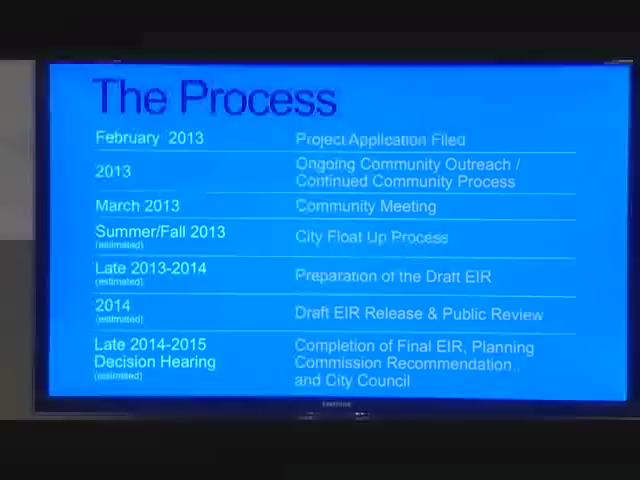 The Process
February 2013 Project Application Filed
2013 Ongoing Community Outreach /
Continued Community Process
March 2013 Community Meeting
Summer/Fall 2013 City Float Up Process
(estimated)
Late 2013-2014 Preparation of the Draft EIR
(estimated)
2014 Draft EIR Release & Public Review
(estimated)
Late 2014-2015 Completion of Final EIR, Planning
Decision Hearing Commission Recommendation,
(estimated) and City Council
SAMSUNG